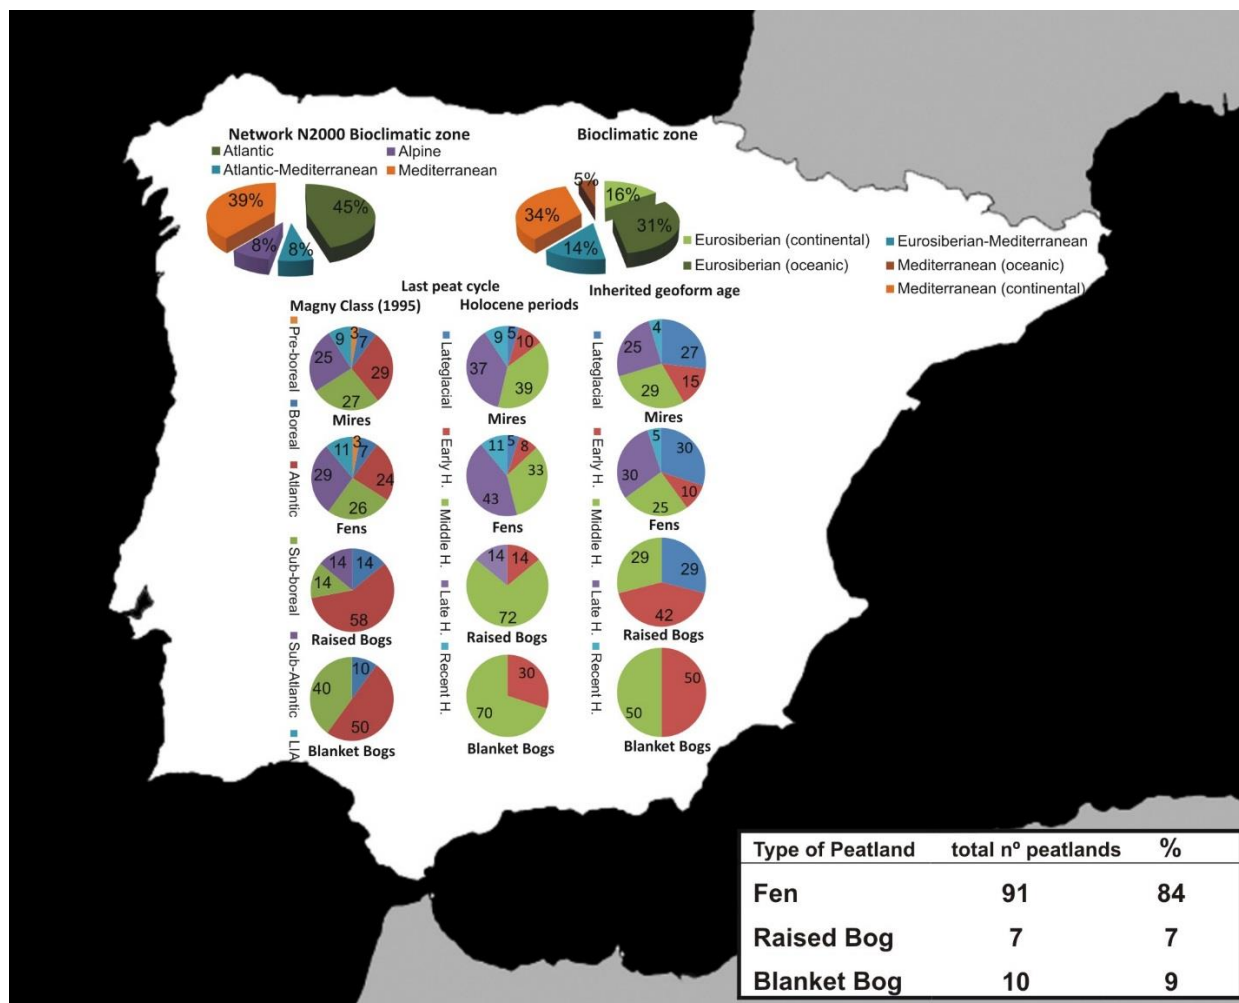 Network N2000 Bioclimatic zone
Atlantic
Alpine
Atlantic-Mediterranean
Mediterranean
39%
45%
8%
8%
Bioclimatic zone
5%
16%
34%
31%
14%
Eurosiberian (continental)
Eurosiberian-Mediterranean
Eurosiberian (oceanic)
Mediterranean (oceanic)
Mediterranean (continental)
Last peat cycle
Inherited geoform age
Magny Class (1995)
Holocene periods
Pre-boreal
Boreal
Atlantic
Sub-boreal
Sub-Atlantic
LIA
9
3
7
25
29
27
Mires
11
3
7
29
24
26
Fens
14
14
14
58
Raised Bogs
10
40
50
Blanket Bogs
Lateglacial
Early H.
Middle H.
Late H.
Recent H.
9
5
10
37
39
Mires
11
5
8
33
43
Fens
14
14
72
Raised Bogs
30
70
Blanket Bogs
Lateglacial
Early H.
Middle H.
Late H.
Recent H.
4
25
27
15
29
Mires
5
30
30
10
25
Fens
29
29
42
Raised Bogs
50
50
Blanket Bogs
Type of Peatland total nº peatlands %
Fen 91 84
Raised Bog 7 7
Blanket Bog 10 9